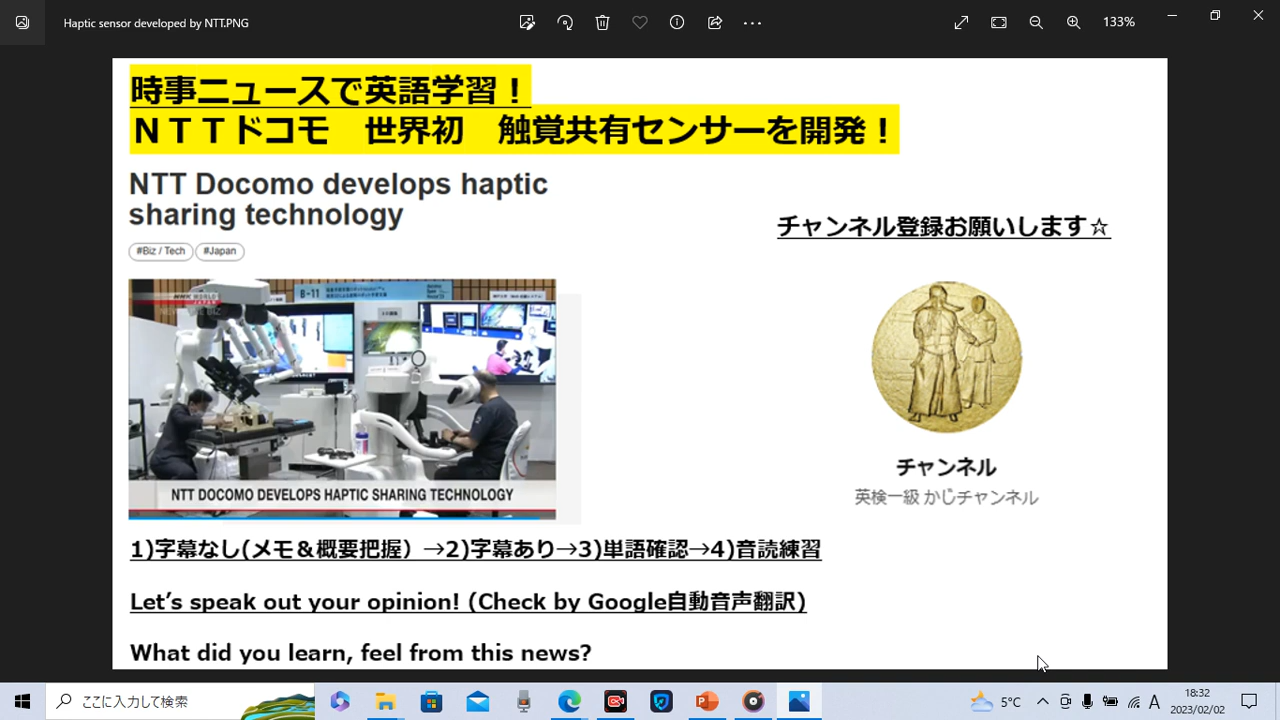 Haptic sensor developed by NTT.PNG
133%
時事ニュースで英語学習！
ＮＴＴドコモ　世界初　触覚共有センサーを開発！
NTT Docomo develops haptic
sharing technology
#Biz / Tech #Japan
チャンネル登録お願いします☆
NHK WORLD
JAPAN
B-11
NTT DOCOMO DEVELOPS HAPTIC SHARING TECHNOLOGY
チャンネル
英検一級 かじチャンネル
1)字幕なし(メモ＆概要把握）→2)字幕あり→3)単語確認→4)音読練習
Let's speak out your opinion! (Check by Google自動音声翻訳)
What did you learn, feel from this news?
ここに入力して検索
5°C
A
18:32
2023/02/02